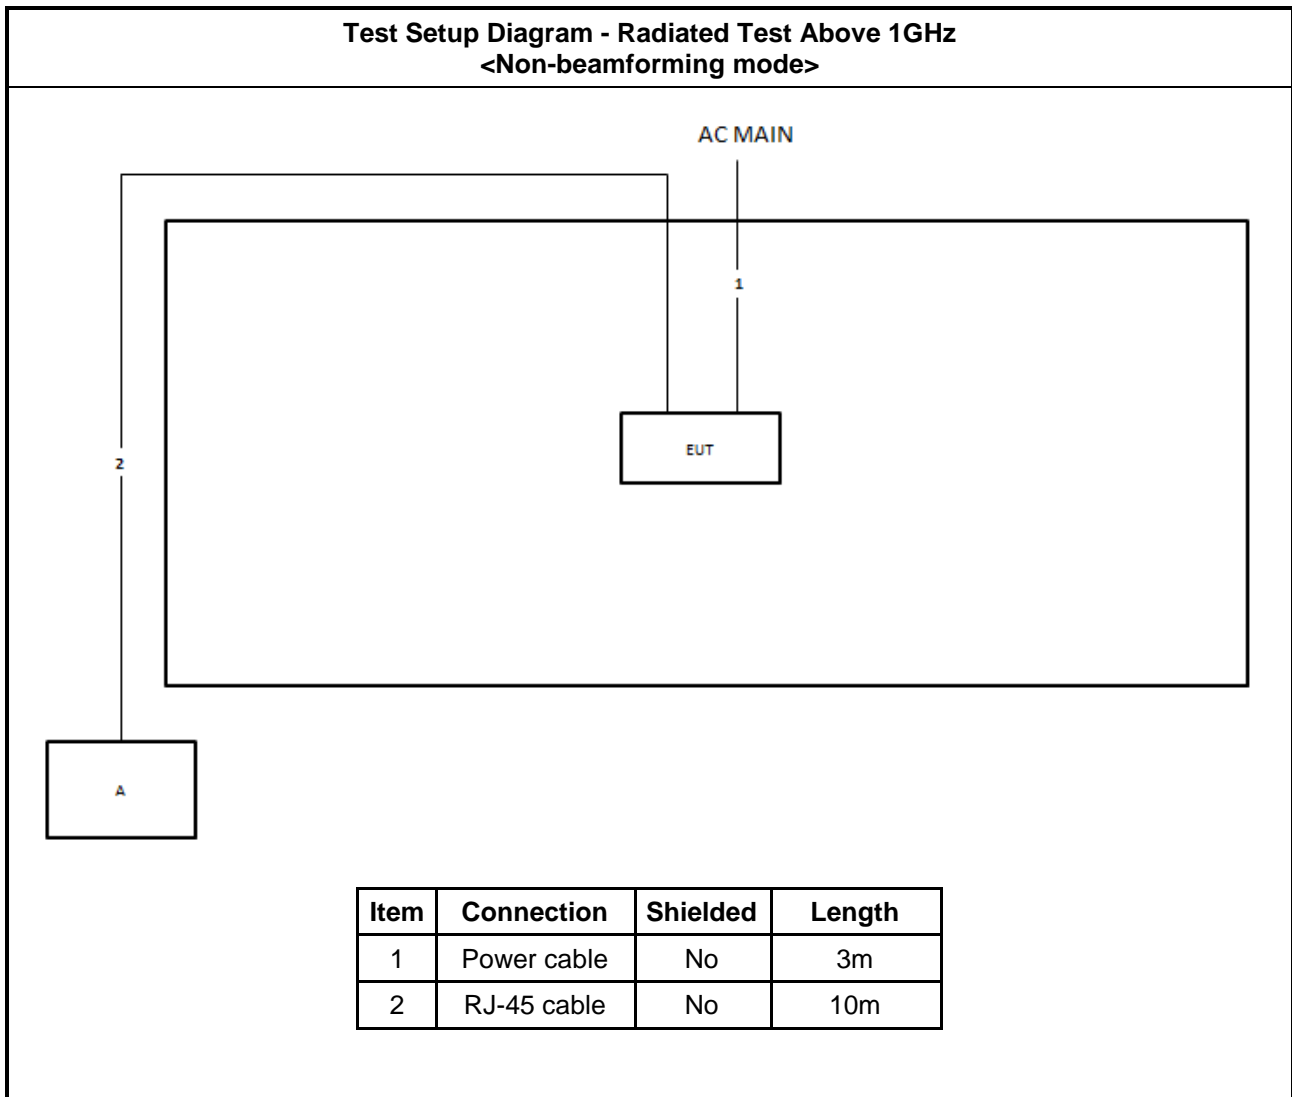 Test Setup Diagram - Radiated Test Above 1GHz
<Non-beamforming mode>
AC MAIN
1
EUT
2
A
Item Connection Shielded Length
1 Power cable No 3m
2 RJ-45 cable No 10m